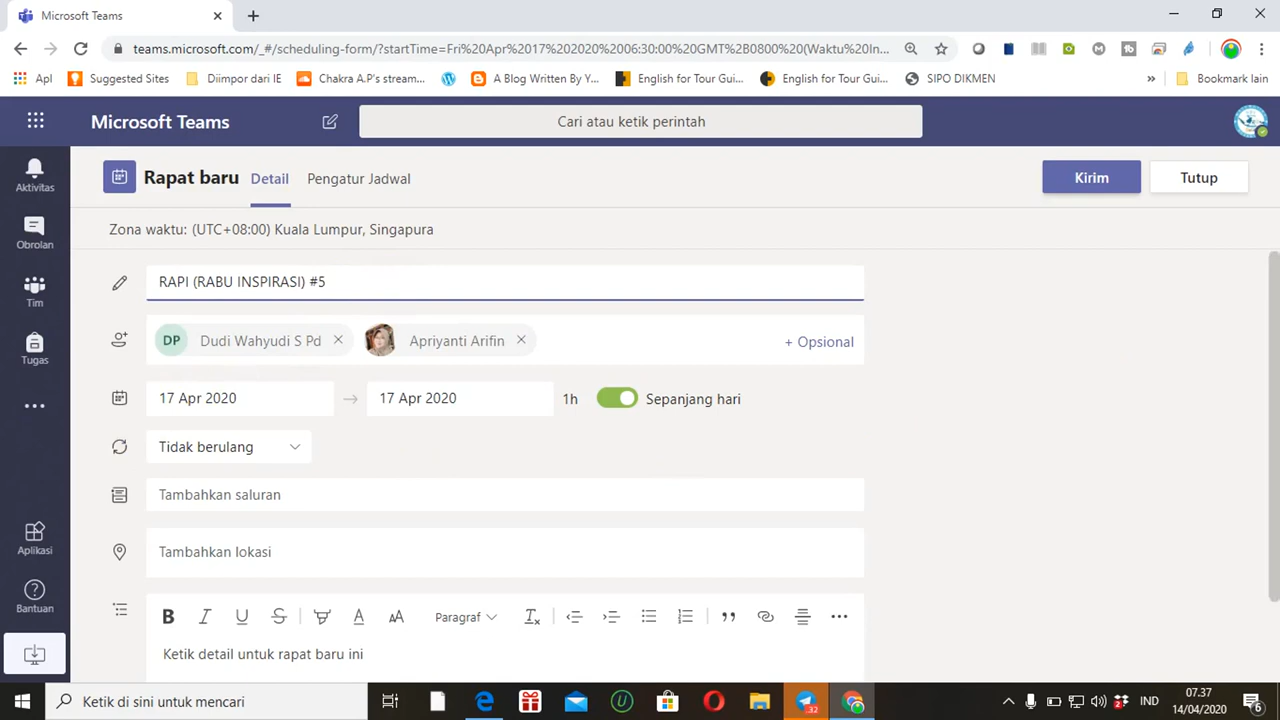 Microsoft Teams
teams.microsoft.com/_#/scheduling-form/?startTime=Fri%20Apr%2017%202020%2006:30:00%20GMT%2B0800%20(Waktu%20In...
Apl
Suggested Sites
Diimpor dari IE
Chakra A.P's stream...
A Blog Written By Y...
English for Tour Gui...
English for Tour Gui...
SIPO DIKMEN
»
Bookmark lain
Microsoft Teams
Cari atau ketik perintah
Aktivitas
Obrolan
Tim
Tugas
Aplikasi
Bantuan
Rapat baru
Detail
Pengatur Jadwal
Kirim
Tutup
Zona waktu: (UTC+08:00) Kuala Lumpur, Singapura
RAPI (RABU INSPIRASI) #5
DP
Dudi Wahyudi S Pd
Apriyanti Arifin
+ Opsional
17 Apr 2020
17 Apr 2020
1h
Sepanjang hari
Tidak berulang
Tambahkan saluran
Tambahkan lokasi
B I U S A AA Paragraf
Ketik detail untuk rapat baru ini
Ketik di sini untuk mencari
32
IND
07.37
14/04/2020
6